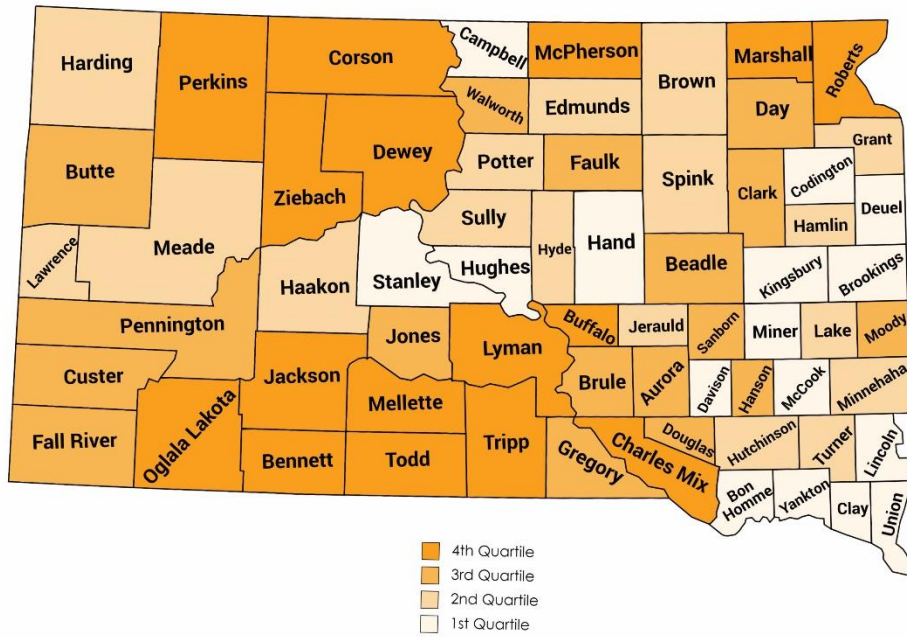 Harding
Perkins
Corson
Campbell
McPherson
Brown
Marshall
Roberts
Walworth
Edmunds
Day
Butte
Ziebach
Dewey
Potter
Faulk
Spink
Clark
Codington
Grant
Lawrence
Meade
Sully
Hyde
Hand
Hamlin
Deuel
Haakon
Stanley
Hughes
Beadle
Kingsbury
Brookings
Pennington
Jones
Lyman
Buffalo
Jerauld
Sanborn
Miner
Lake
Moody
Custer
Jackson
Mellette
Brule
Aurora
Davison
Hanson
McCook
Minnehaha
Fall River
Oglala Lakota
Bennett
Todd
Tripp
Gregory
Charles Mix
Douglas
Hutchinson
Turner
Lincoln
Bon
Homme
Yankton
Clay
Union
4th Quartile
3rd Quartile
2nd Quartile
1st Quartile